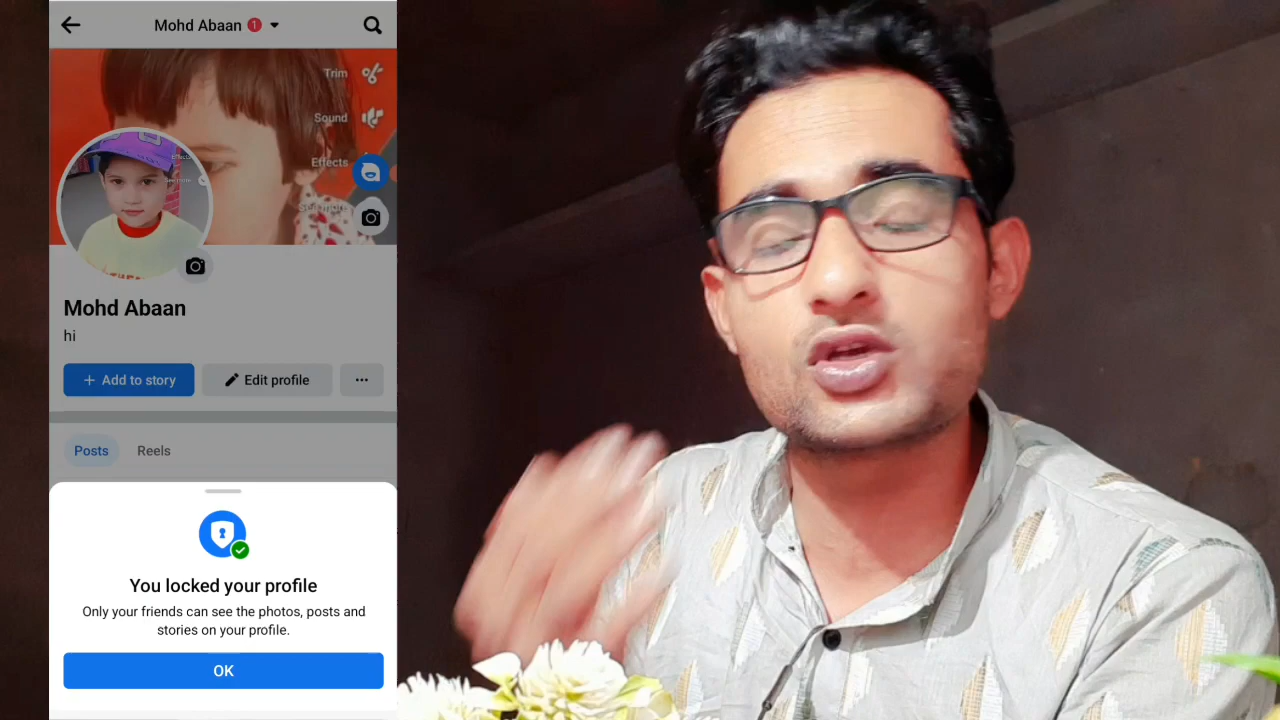 Mohd Abaan 1
Trim
Sound
Effects
Mohd Abaan
hi
+ Add to story
Edit profile
...
Posts
Reels
You locked your profile
Only your friends can see the photos, posts and
stories on your profile.
OK